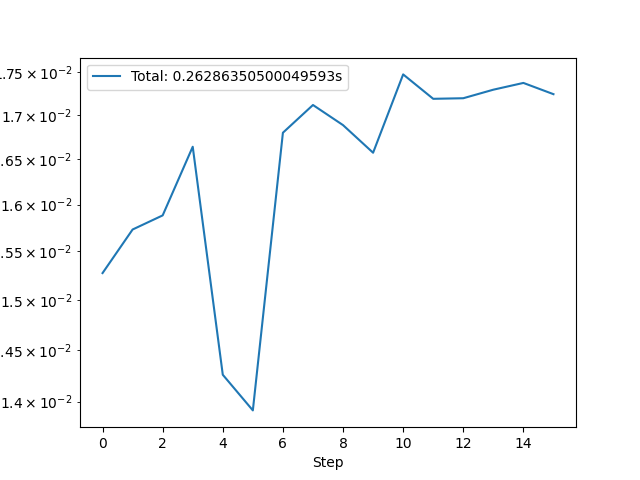 Total: 0.26286350500049593s
1.75 × 10⁻²
1.7 × 10⁻²
1.65 × 10⁻²
1.6 × 10⁻²
1.55 × 10⁻²
1.5 × 10⁻²
1.45 × 10⁻²
1.4 × 10⁻²
0 2 4 6 8 10 12 14
Step